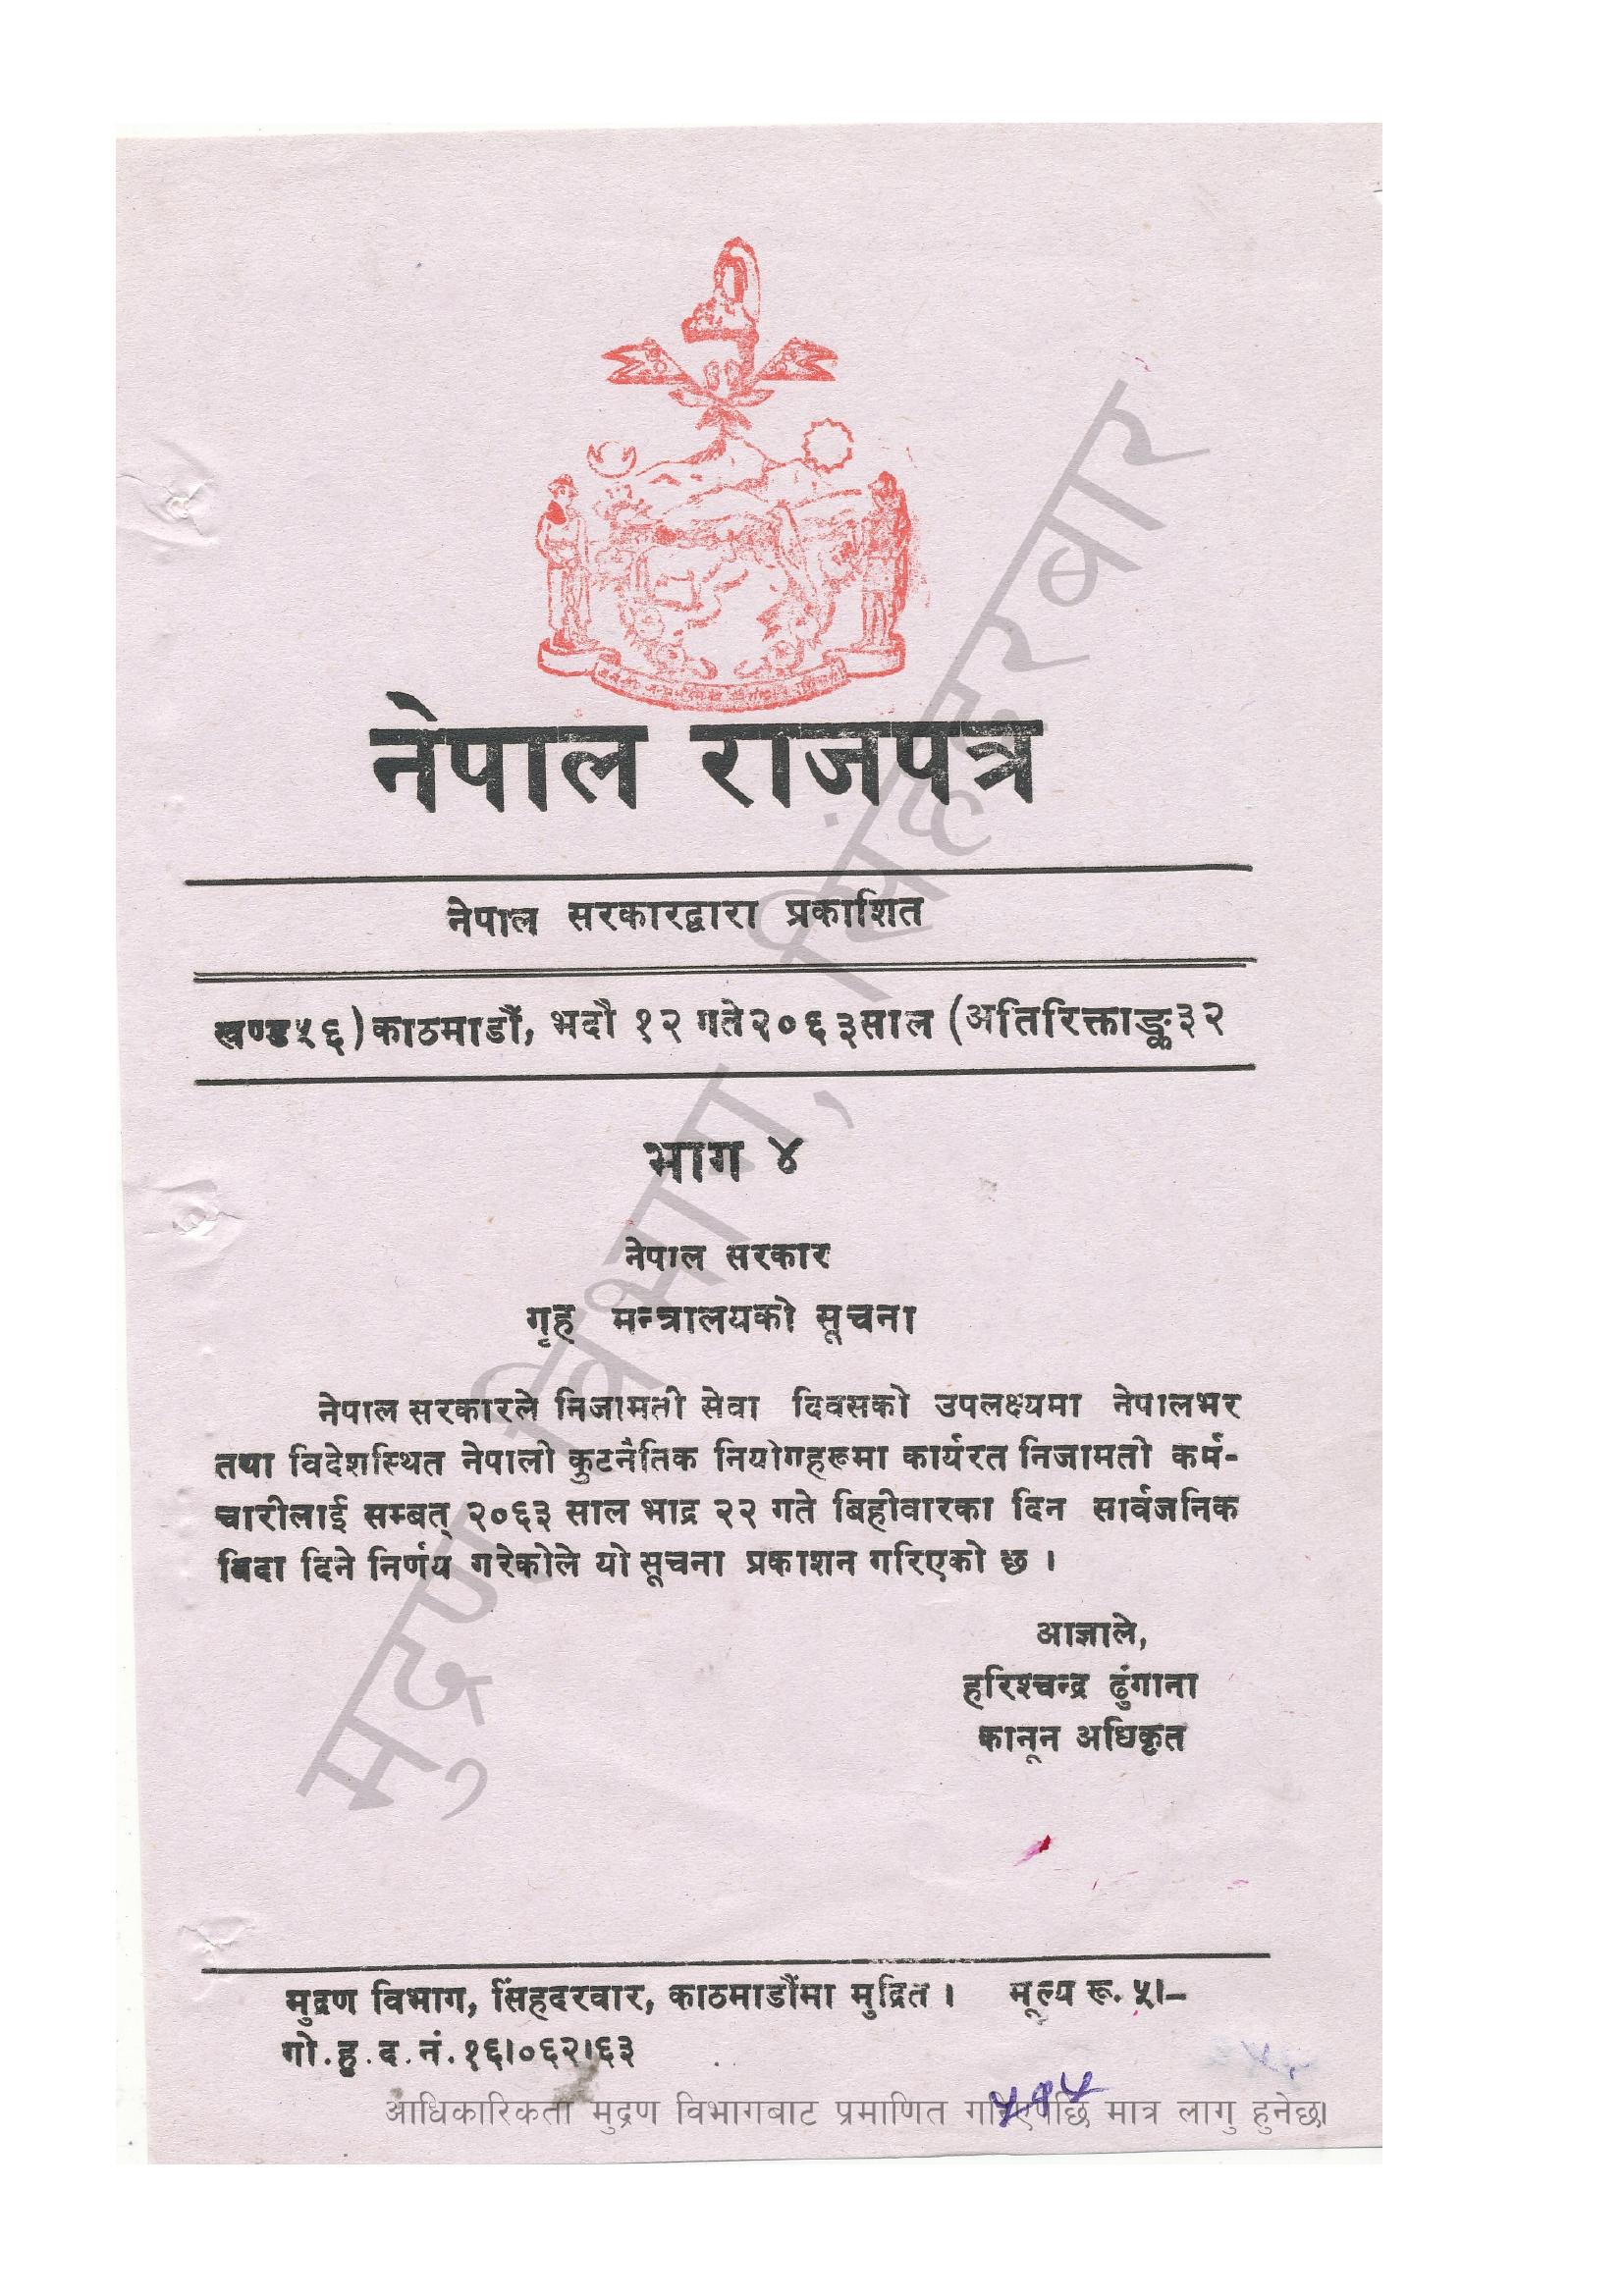 नेपाल राजपत्र
नेपाल सरकारद्वारा प्रकाशित
खण्ड५६) काठमाडौँ, भदौ १२ गते२०६३साल (अतिरिक्ताङ्क३२
भाग ४
नेपाल सरकार
गृह मन्त्रालयको सूचना
नेपाल सरकारले निजामती सेवा दिवसको उपलक्ष्यमा नेपालभर
तथा विदेशस्थित नेपाली कुटनैतिक नियोगहरूमा कार्यरत निजामती कर्म-
चारीलाई सम्बत् २०६३ साल भाद्र २२ गते बिहीवारका दिन सार्वजनिक
बिदा दिने निर्णय गरेकोले यो सूचना प्रकाशन गरिएको छ ।
आज्ञाले,
हरिश्चन्द्र ढुंगाना
कानून अधिकृत
मुद्रण विभाग, सिंहदरवार, काठमाडौंमा मुद्रित । मूल्य रू. ५।–
गो.हु.द.नं.१६।०६२।६३
५१५
आधिकारिकता मुद्रण विभागबाट प्रमाणित गरिएपछि मात्र लागु हुनेछ।
मुद्रण विभाग, सिंहदरबार